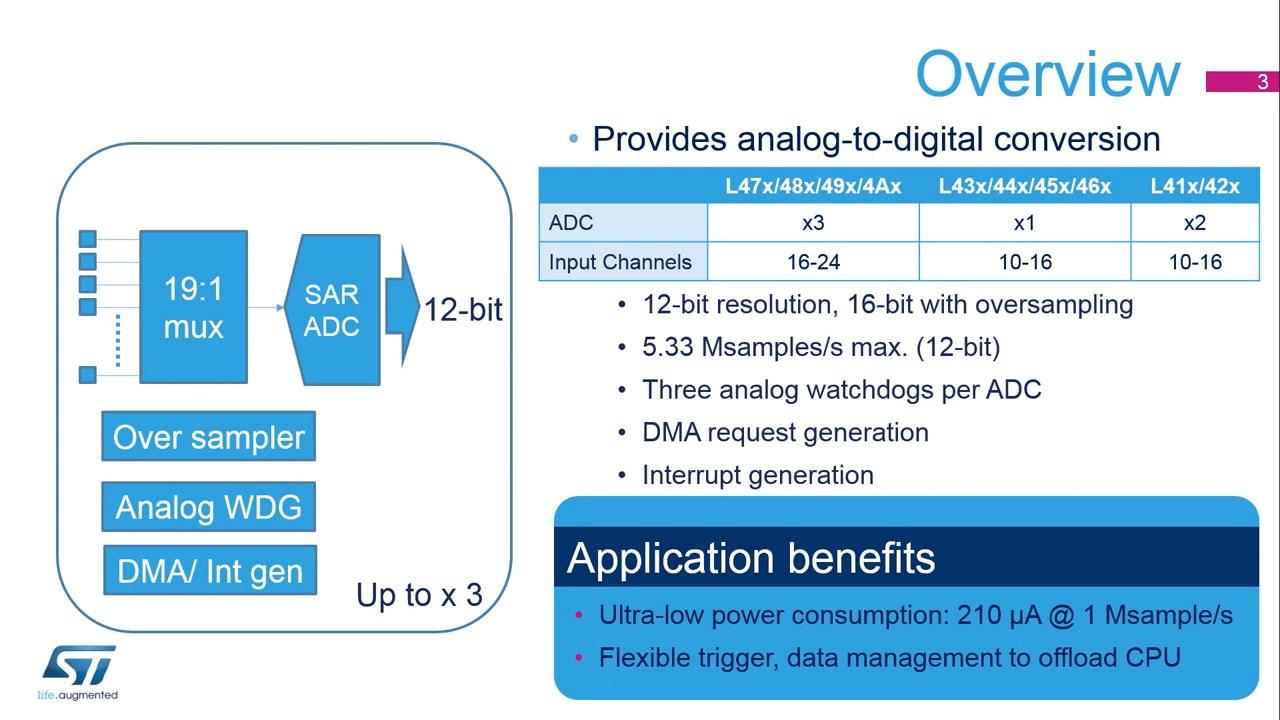 Overview
3
• Provides analog-to-digital conversion
L47x/48x/49x/4Ax L43x/44x/45x/46x L41x/42x
ADC x3 x1 x2
Input Channels 16-24 10-16 10-16
• 12-bit resolution, 16-bit with oversampling
• 5.33 Msamples/s max. (12-bit)
• Three analog watchdogs per ADC
• DMA request generation
• Interrupt generation
Application benefits
• Ultra-low power consumption: 210 µA @ 1 Msample/s
• Flexible trigger, data management to offload CPU
19:1
mux
SAR
ADC
12-bit
Over sampler
Analog WDG
DMA/ Int gen
Up to x 3
ST
life.augmented